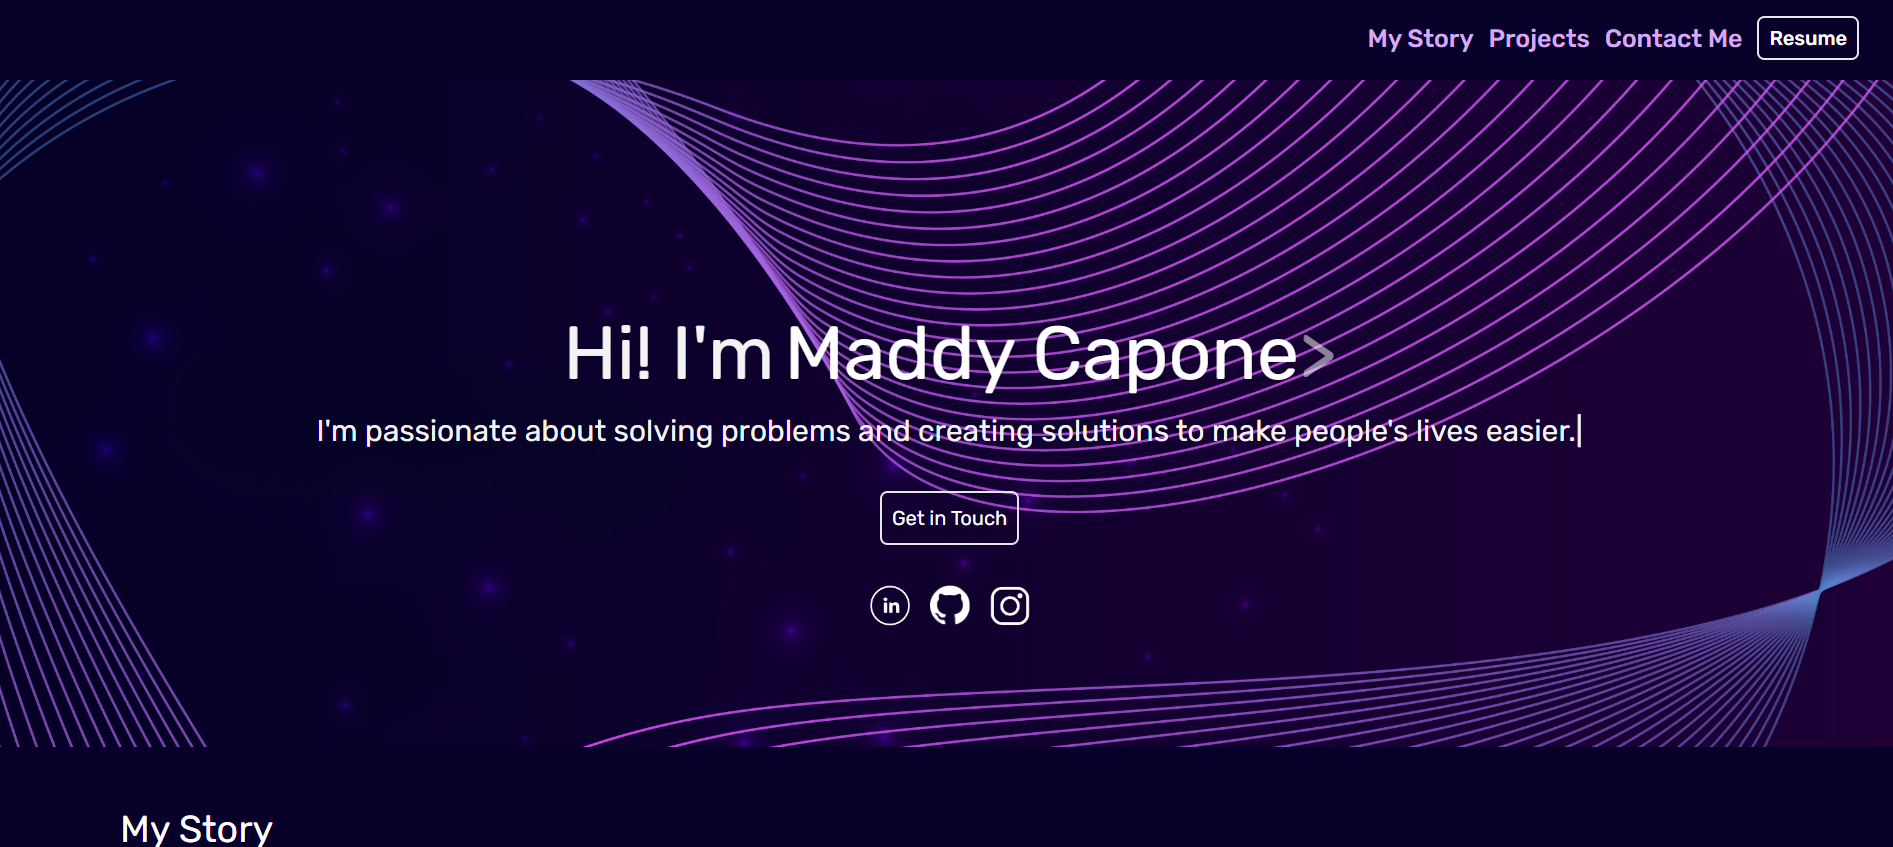 My Story Projects Contact Me Resume
Hi! I'm Maddy Capone>
I'm passionate about solving problems and creating solutions to make people's lives easier.|
Get in Touch
in
My Story